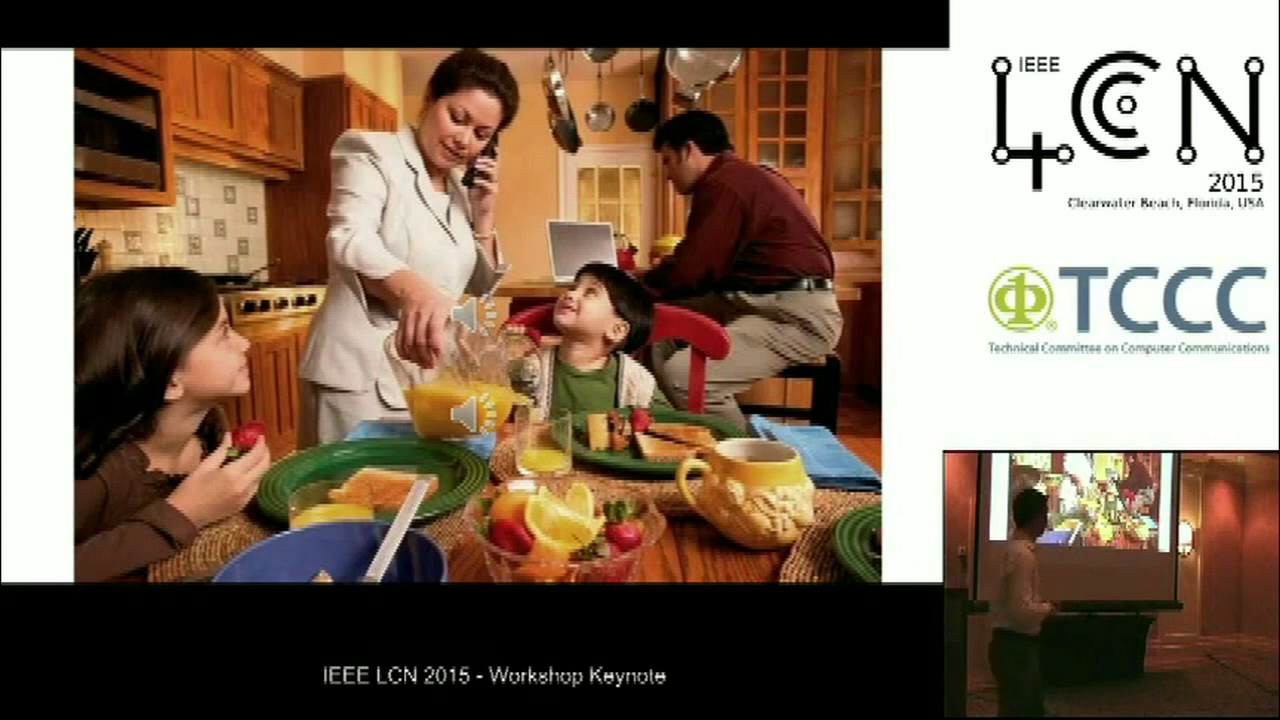 IEEE
LCN
2015
Clearwater Beach, Florida, USA
TCCC
Technical Committee on Computer Communications
IEEE LCN 2015 - Workshop Keynote